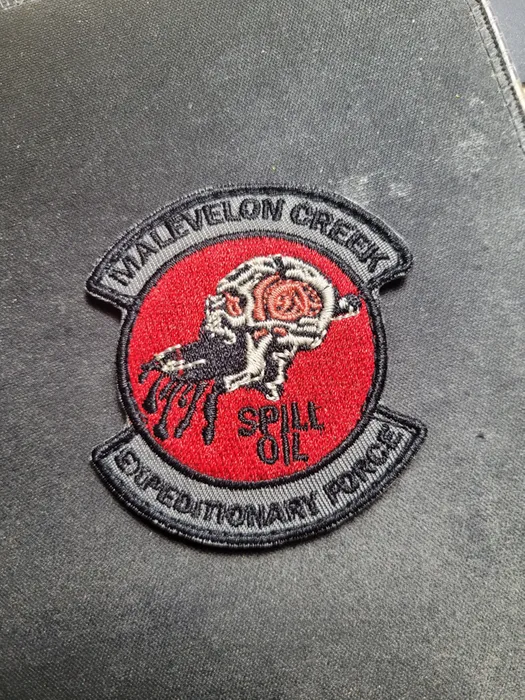 MALEVELON CREEK
SPILL
OIL
EXPEDITIONARY FORCE